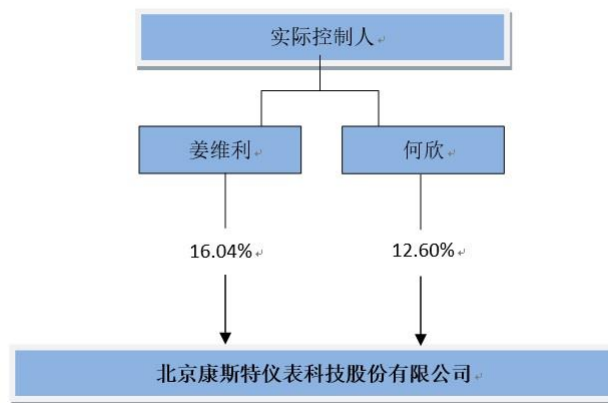 实际控制人
姜维利
何欣
16.04%
12.60%
北京康斯特仪表科技股份有限公司